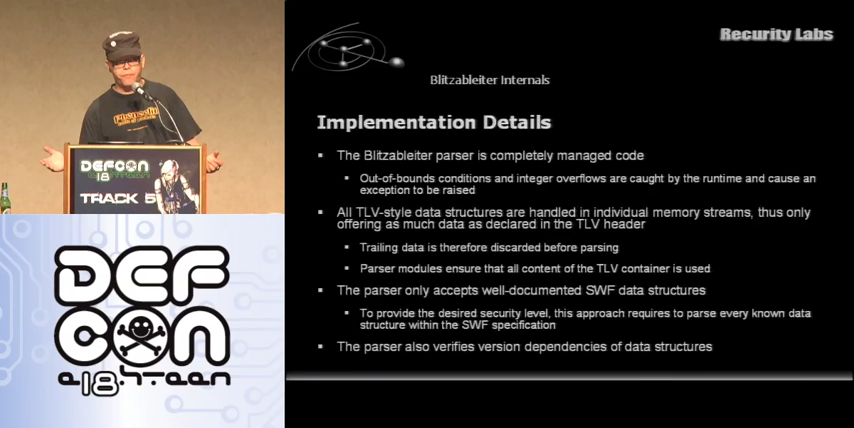 Recurity Labs
Blitzableiter Internals
Implementation Details
The Blitzableiter parser is completely managed code
Out-of-bounds conditions and integer overflows are caught by the runtime and cause an
exception to be raised
All TLV-style data structures are handled in individual memory streams, thus only
offering as much data as declared in the TLV header
Trailing data is therefore discarded before parsing
Parser modules ensure that all content of the TLV container is used
The parser only accepts well-documented SWF data structures
To provide the desired security level, this approach requires to parse every known data
structure within the SWF specification
The parser also verifies version dependencies of data structures
DEFCON
18
TRACK 5
DEF
CON
e18hteen